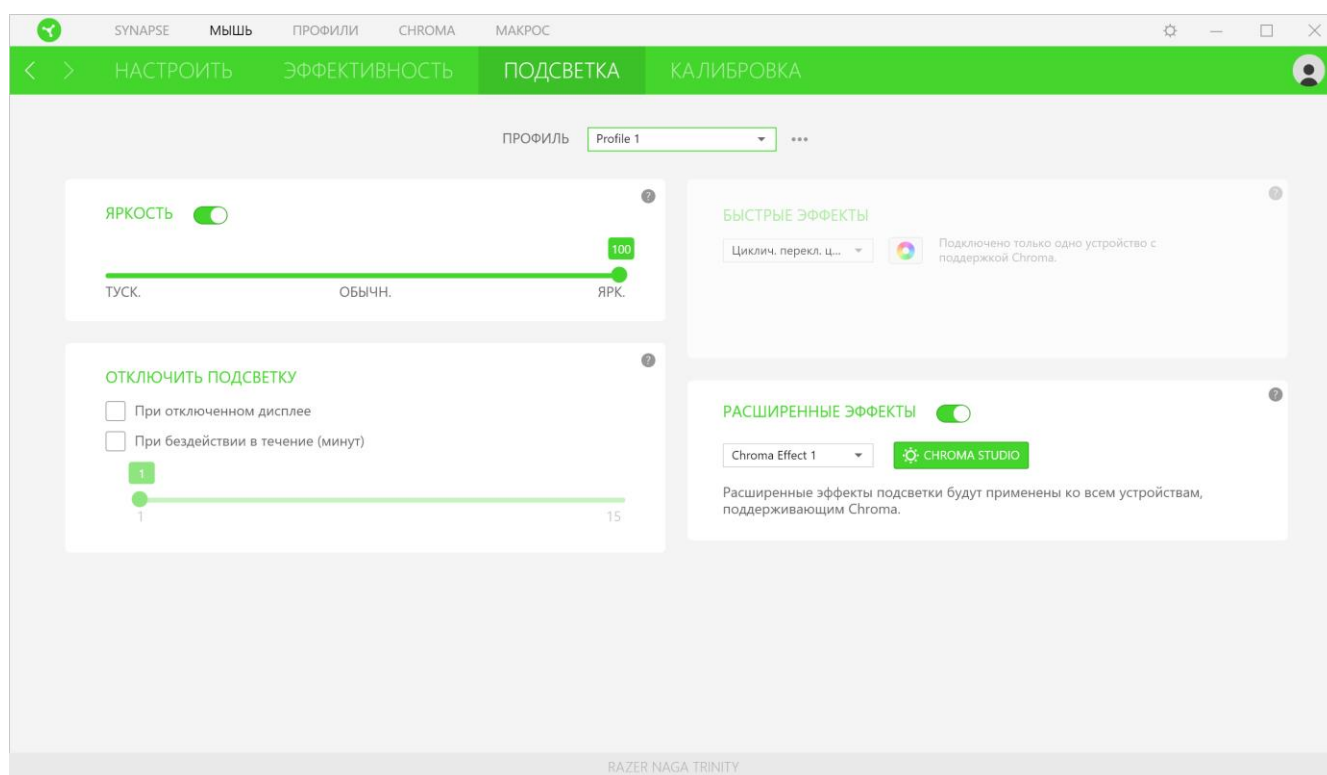 SYNAPSE МЫШЬ ПРОФИЛИ CHROMA МАКРОС
НАСТРОИТЬ ЭФФЕКТИВНОСТЬ ПОДСВЕТКА КАЛИБРОВКА
ПРОФИЛЬ Profile 1
ЯРКОСТЬ
100
ТУСК. ОБЫЧН. ЯРК.
ОТКЛЮЧИТЬ ПОДСВЕТКУ
При отключенном дисплее
При бездействии в течение (минут)
1
1 15
БЫСТРЫЕ ЭФФЕКТЫ
Циклич. перекл. ц...
Подключено только одно устройство с
поддержкой Chroma.
РАСШИРЕННЫЕ ЭФФЕКТЫ
Chroma Effect 1 CHROMA STUDIO
Расширенные эффекты подсветки будут применены ко всем устройствам,
поддерживающим Chroma.
RAZER NAGA TRINITY